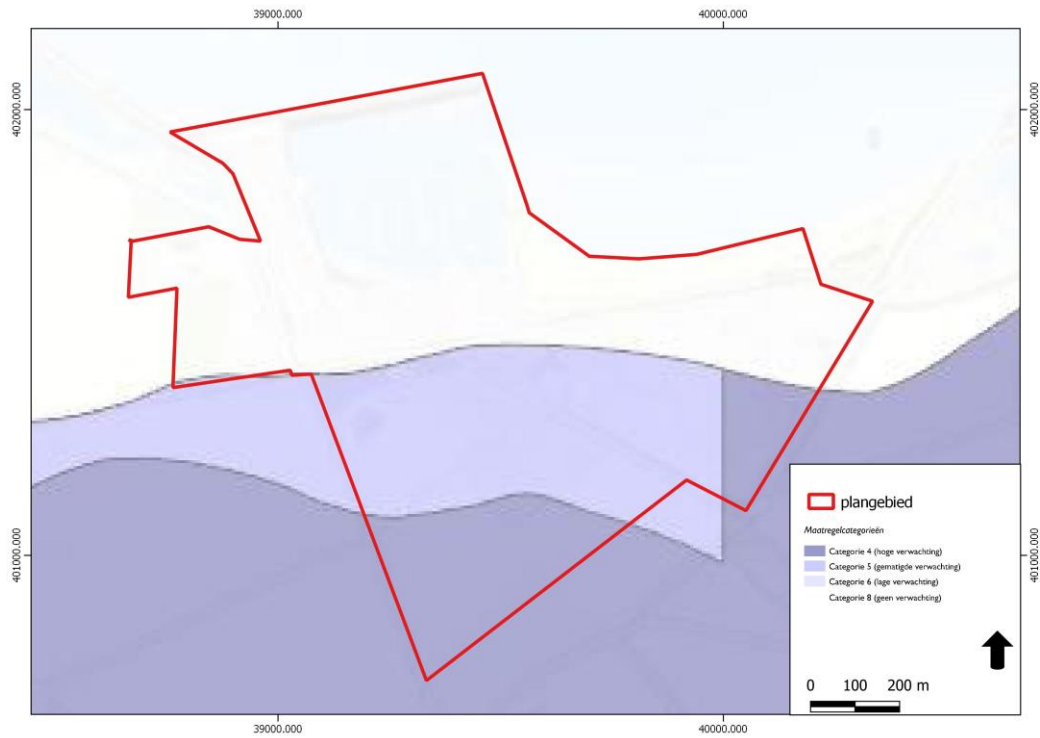 39000.000 40000.000
402000.000 402000.000
401000.000 401000.000
plangebied
Maatregelcategorieën
Categorie 4 (hoge verwachting)
Categorie 5 (gematigde verwachting)
Categorie 6 (lage verwachting)
Categorie 8 (geen verwachting)
0 100 200 m
39000.000 40000.000